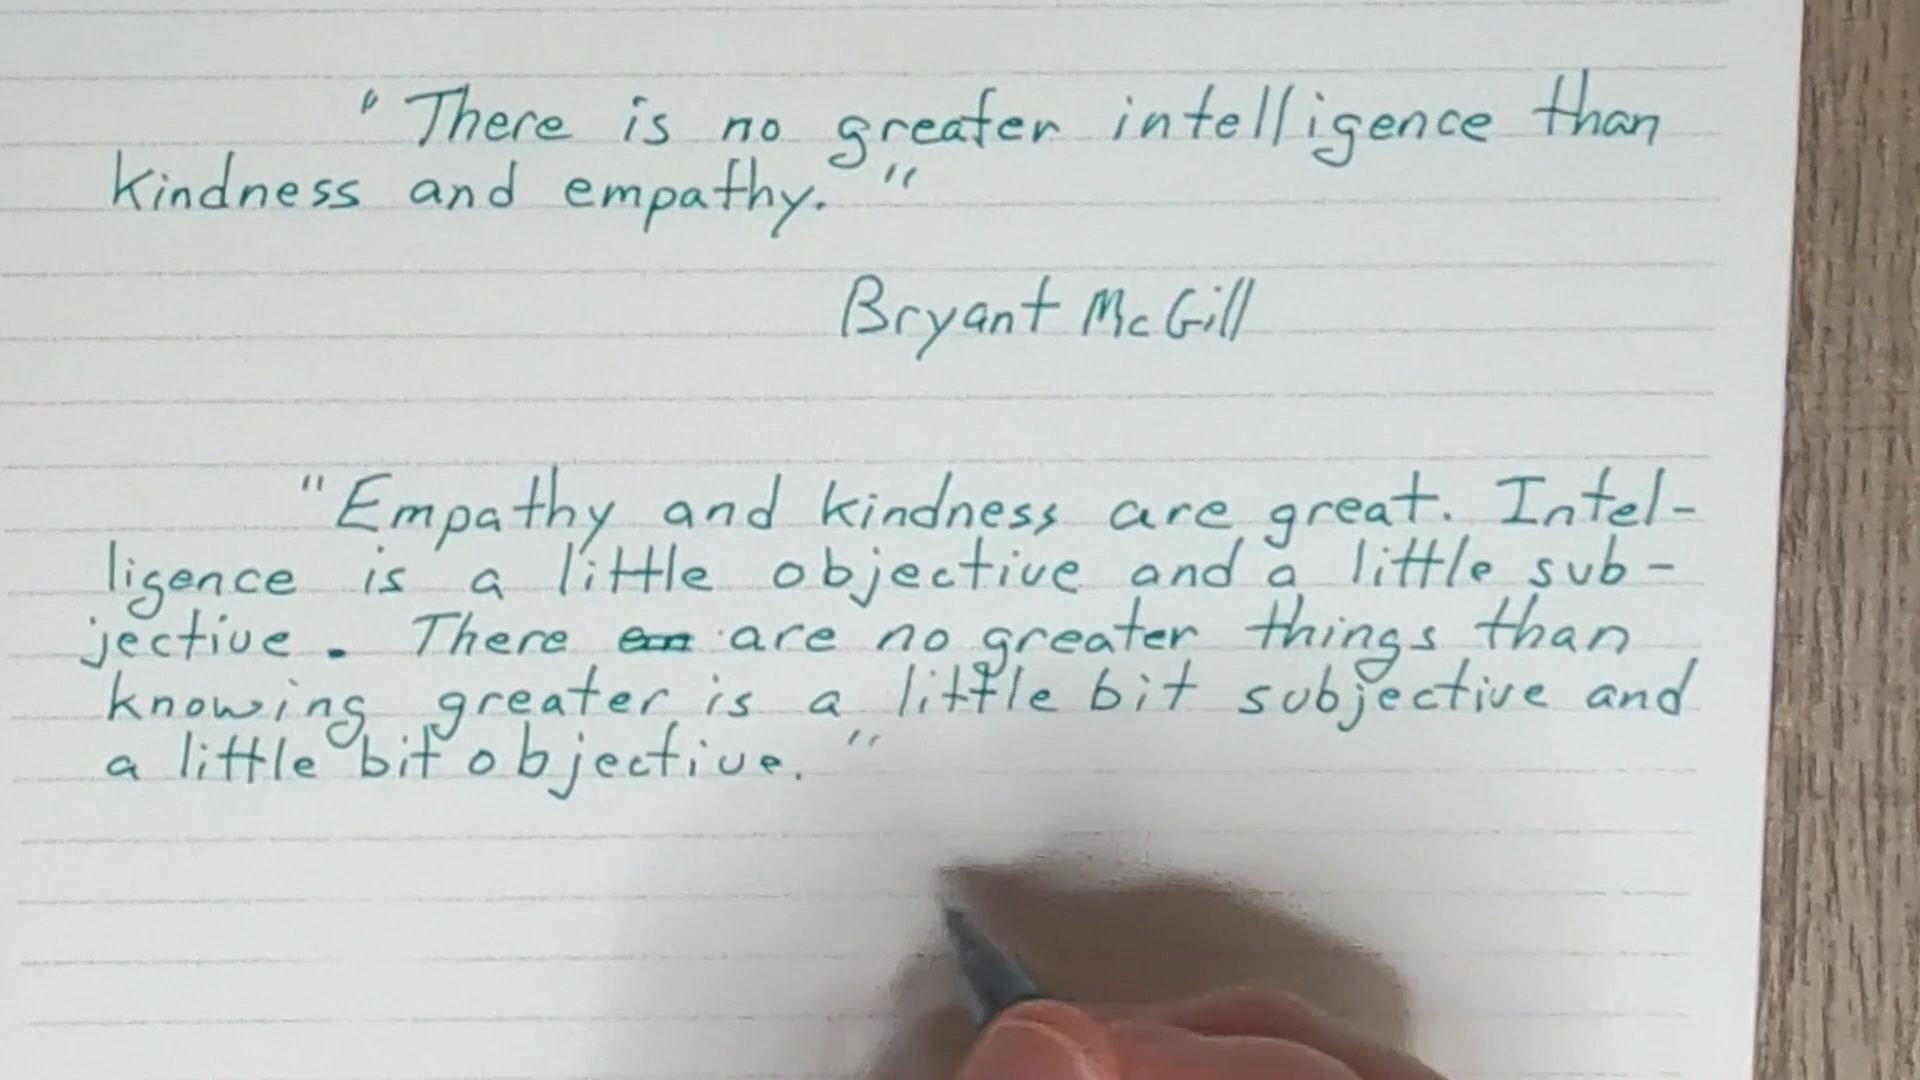 "There is no greater intelligence than
kindness and empathy."
Bryant McGill
"Empathy and kindness are great. Intel-
ligence is a little objective and a little sub-
jective. There are no greater things than
knowing greater is a little bit subjective and
a little bit objective."